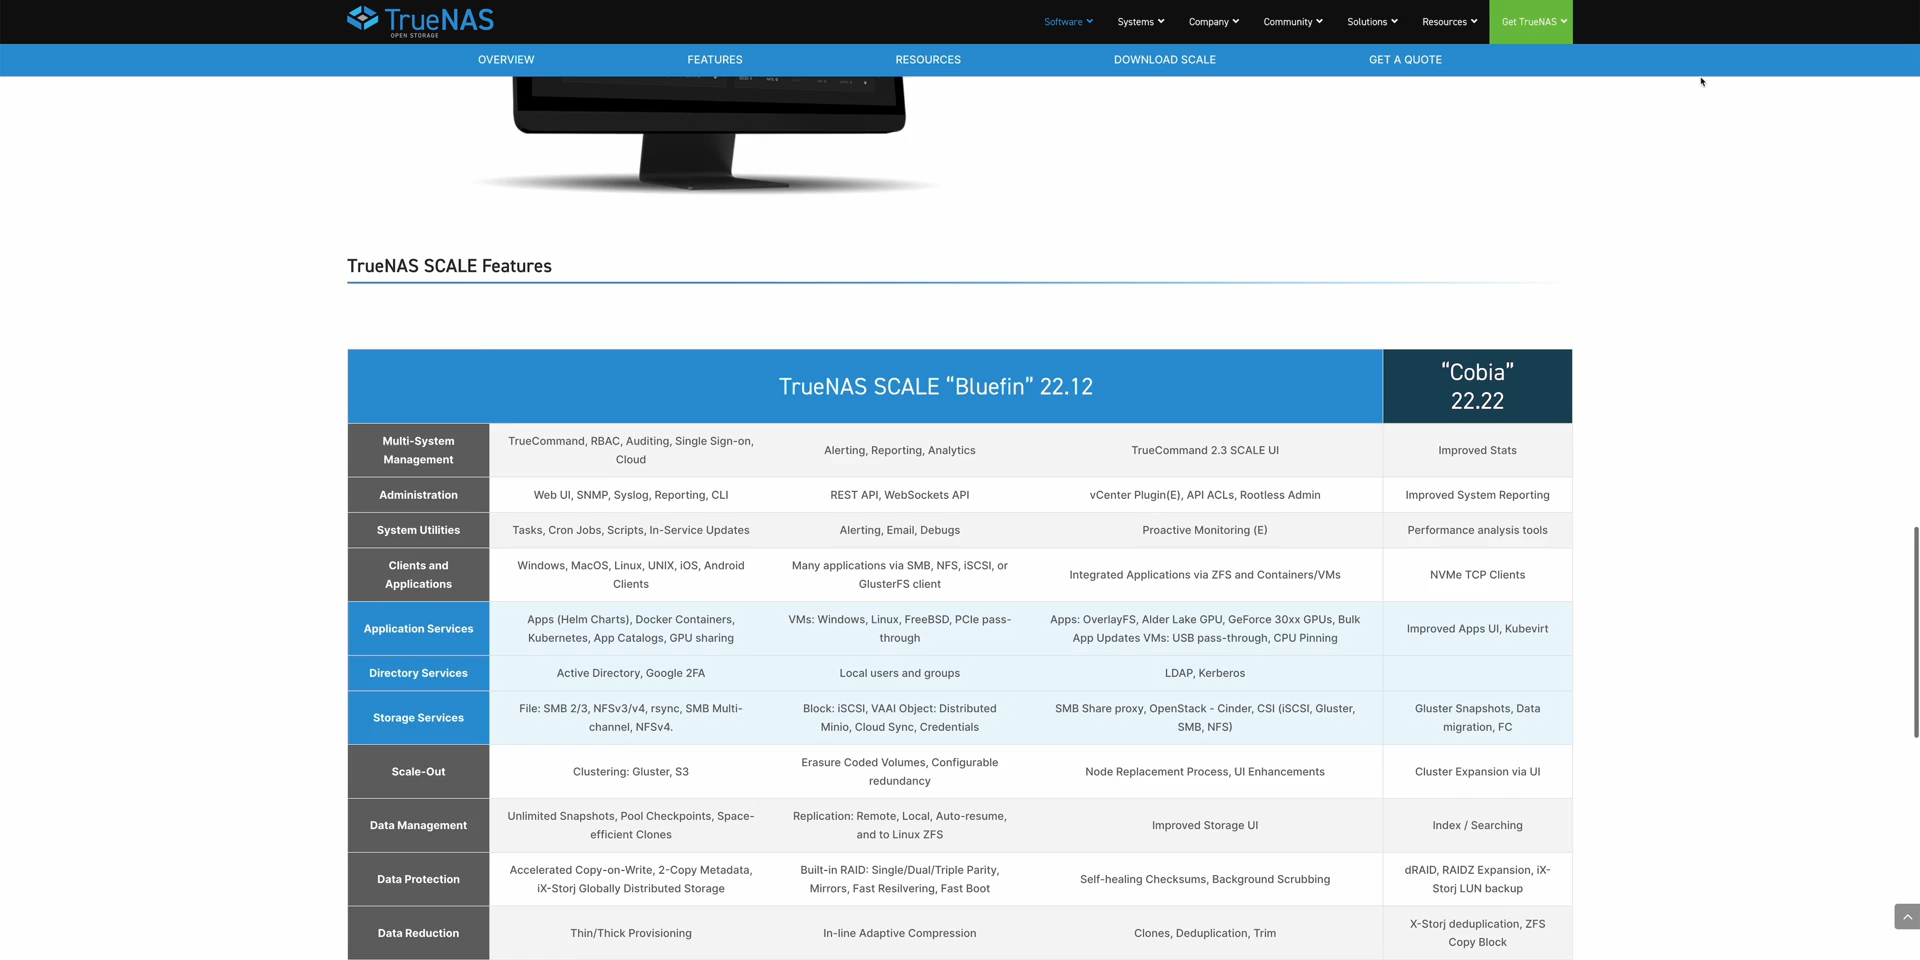 TrueNAS
OPEN STORAGE
Software
Systems
Company
Community
Solutions
Resources
Get TrueNAS
OVERVIEW
FEATURES
RESOURCES
DOWNLOAD SCALE
GET A QUOTE
TrueNAS SCALE Features
TrueNAS SCALE “Bluefin” 22.12
“Cobia”
22.22
Multi-System
Management
TrueCommand, RBAC, Auditing, Single Sign-on,
Cloud
Alerting, Reporting, Analytics
TrueCommand 2.3 SCALE UI
Improved Stats
Administration
Web UI, SNMP, Syslog, Reporting, CLI
REST API, WebSockets API
vCenter Plugin(E), API ACLs, Rootless Admin
Improved System Reporting
System Utilities
Tasks, Cron Jobs, Scripts, In-Service Updates
Alerting, Email, Debugs
Proactive Monitoring (E)
Performance analysis tools
Clients and
Applications
Windows, MacOS, Linux, UNIX, iOS, Android
Clients
Many applications via SMB, NFS, iSCSI, or
GlusterFS client
Integrated Applications via ZFS and Containers/VMs
NVMe TCP Clients
Application Services
Apps (Helm Charts), Docker Containers,
Kubernetes, App Catalogs, GPU sharing
VMs: Windows, Linux, FreeBSD, PCIe pass-
through
Apps: OverlayFS, Alder Lake GPU, GeForce 30xx GPUs, Bulk
App Updates VMs: USB pass-through, CPU Pinning
Improved Apps UI, Kubevirt
Directory Services
Active Directory, Google 2FA
Local users and groups
LDAP, Kerberos
Storage Services
File: SMB 2/3, NFSv3/v4, rsync, SMB Multi-
channel, NFSv4.
Block: iSCSI, VAAI Object: Distributed
Minio, Cloud Sync, Credentials
SMB Share proxy, OpenStack - Cinder, CSI (iSCSI, Gluster,
SMB, NFS)
Gluster Snapshots, Data
migration, FC
Scale-Out
Clustering: Gluster, S3
Erasure Coded Volumes, Configurable
redundancy
Node Replacement Process, UI Enhancements
Cluster Expansion via UI
Data Management
Unlimited Snapshots, Pool Checkpoints, Space-
efficient Clones
Replication: Remote, Local, Auto-resume,
and to Linux ZFS
Improved Storage UI
Index / Searching
Data Protection
Accelerated Copy-on-Write, 2-Copy Metadata,
iX-Storj Globally Distributed Storage
Built-in RAID: Single/Dual/Triple Parity,
Mirrors, Fast Resilvering, Fast Boot
Self-healing Checksums, Background Scrubbing
dRAID, RAIDZ Expansion, iX-
Storj LUN backup
Data Reduction
Thin/Thick Provisioning
In-line Adaptive Compression
Clones, Deduplication, Trim
X-Storj deduplication, ZFS
Copy Block